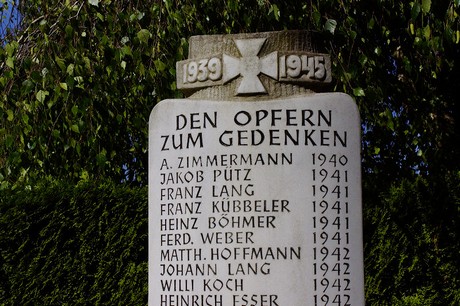 1939 1945
DEN OPFERN
ZUM GEDENKEN
A. ZIMMERMANN 1940
JAKOB PÜTZ 1941
FRANZ LANG 1941
FRANZ KÜBBELER 1941
HEINZ BÖHMER 1941
FERD. WEBER 1941
MATTH. HOFFMANN 1942
JOHANN LANG 1942
WILLI KOCH 1942
HEINRICH ESSER 1942